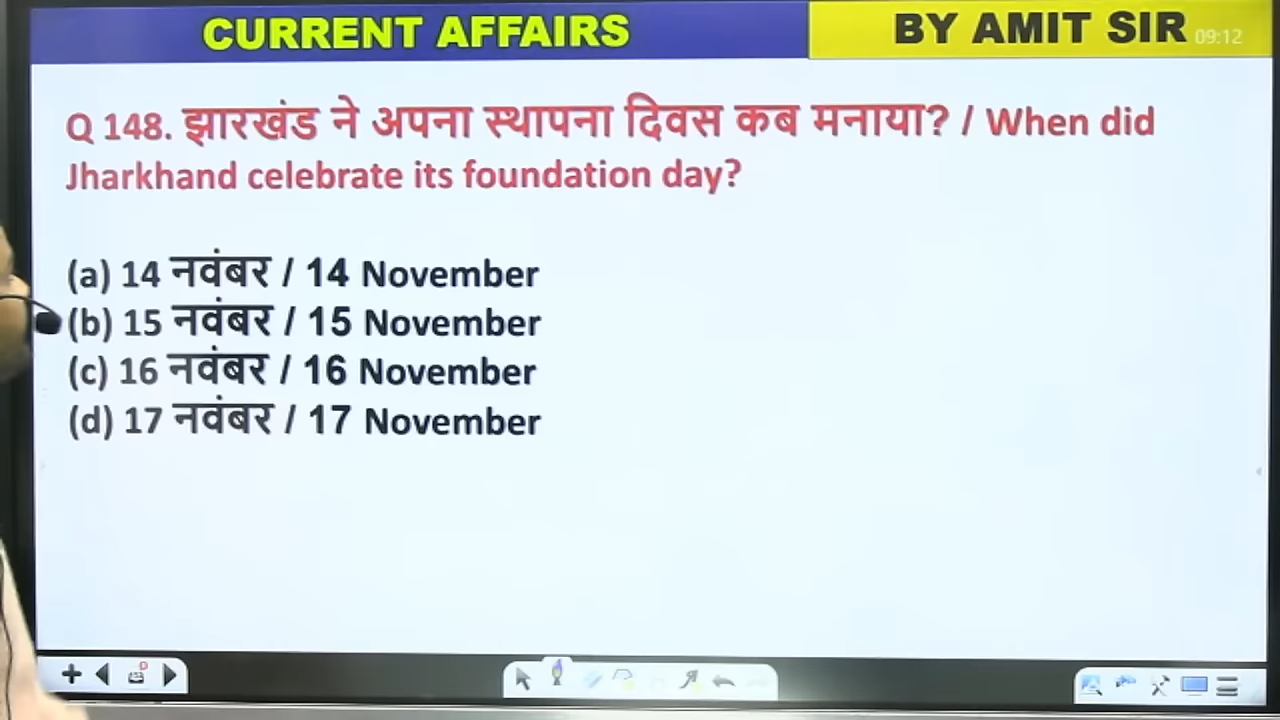 CURRENT AFFAIRS
BY AMIT SIR
09:12
Q 148. झारखंड ने अपना स्थापना दिवस कब मनाया? / When did
Jharkhand celebrate its foundation day?
(a) 14 नवंबर / 14 November
(b) 15 नवंबर / 15 November
(c) 16 नवंबर / 16 November
(d) 17 नवंबर / 17 November